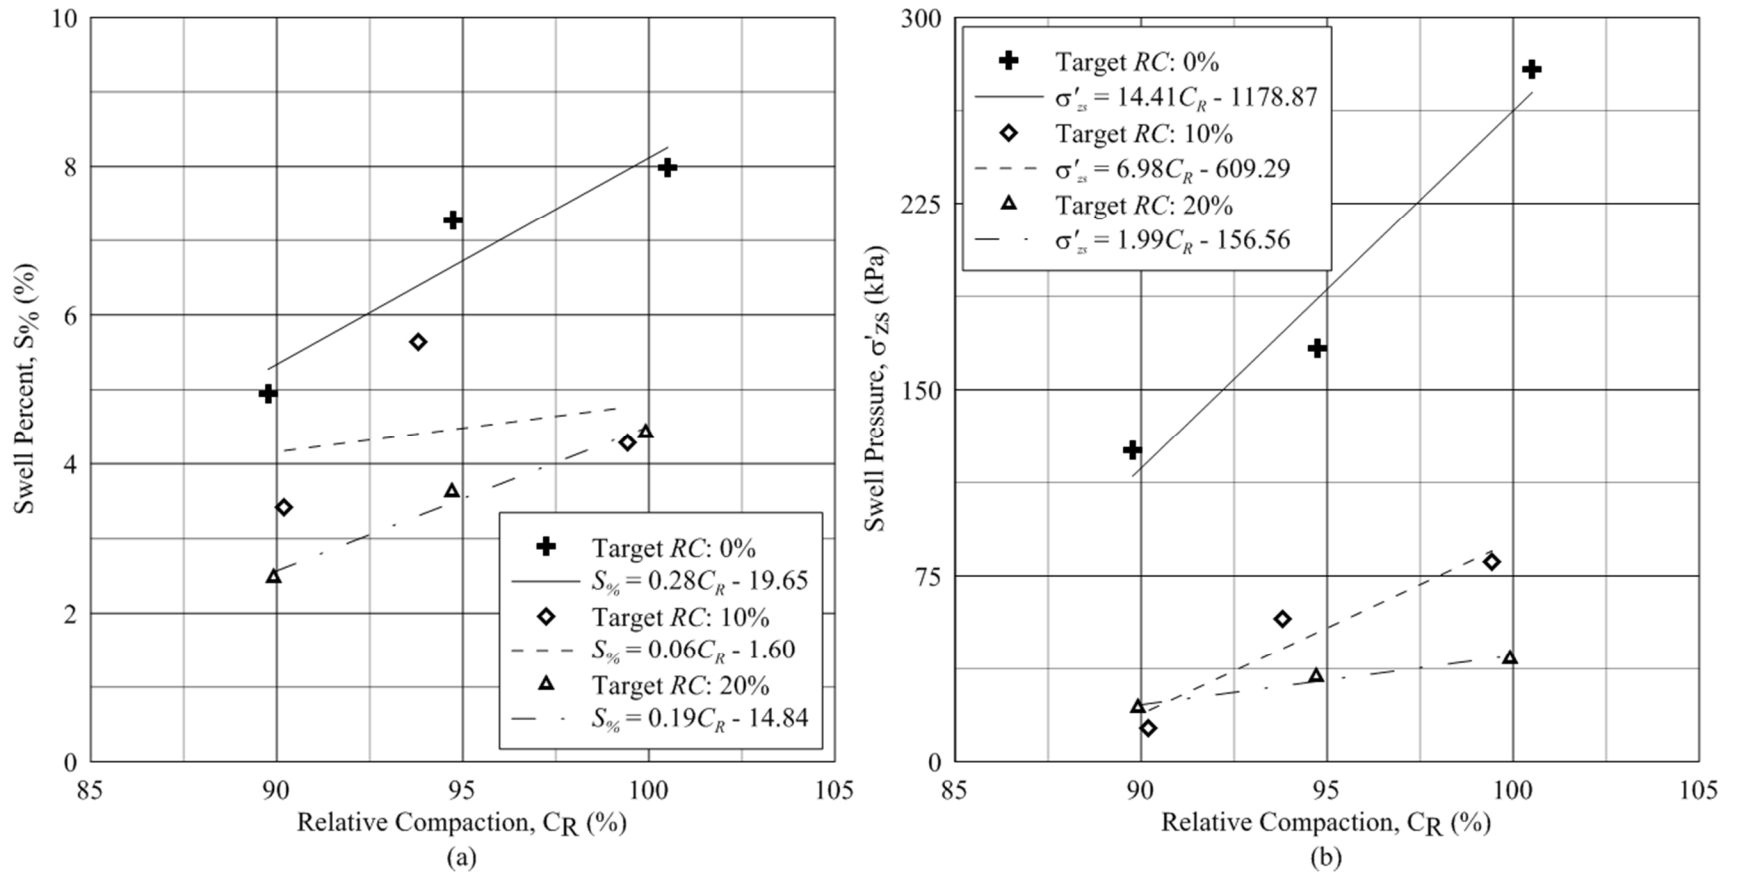 10
8
6
4
2
0
Swell Percent, S% (%)
Target RC: 0%
S% = 0.28CR - 19.65
Target RC: 10%
S% = 0.06CR - 1.60
Target RC: 20%
S% = 0.19CR - 14.84
85 90 95 100 105
Relative Compaction, CR (%)
(a)
300
225
150
75
0
Swell Pressure, σ'zs (kPa)
Target RC: 0%
σ'zs = 14.41CR - 1178.87
Target RC: 10%
σ'zs = 6.98CR - 609.29
Target RC: 20%
σ'zs = 1.99CR - 156.56
85 90 95 100 105
Relative Compaction, CR (%)
(b)